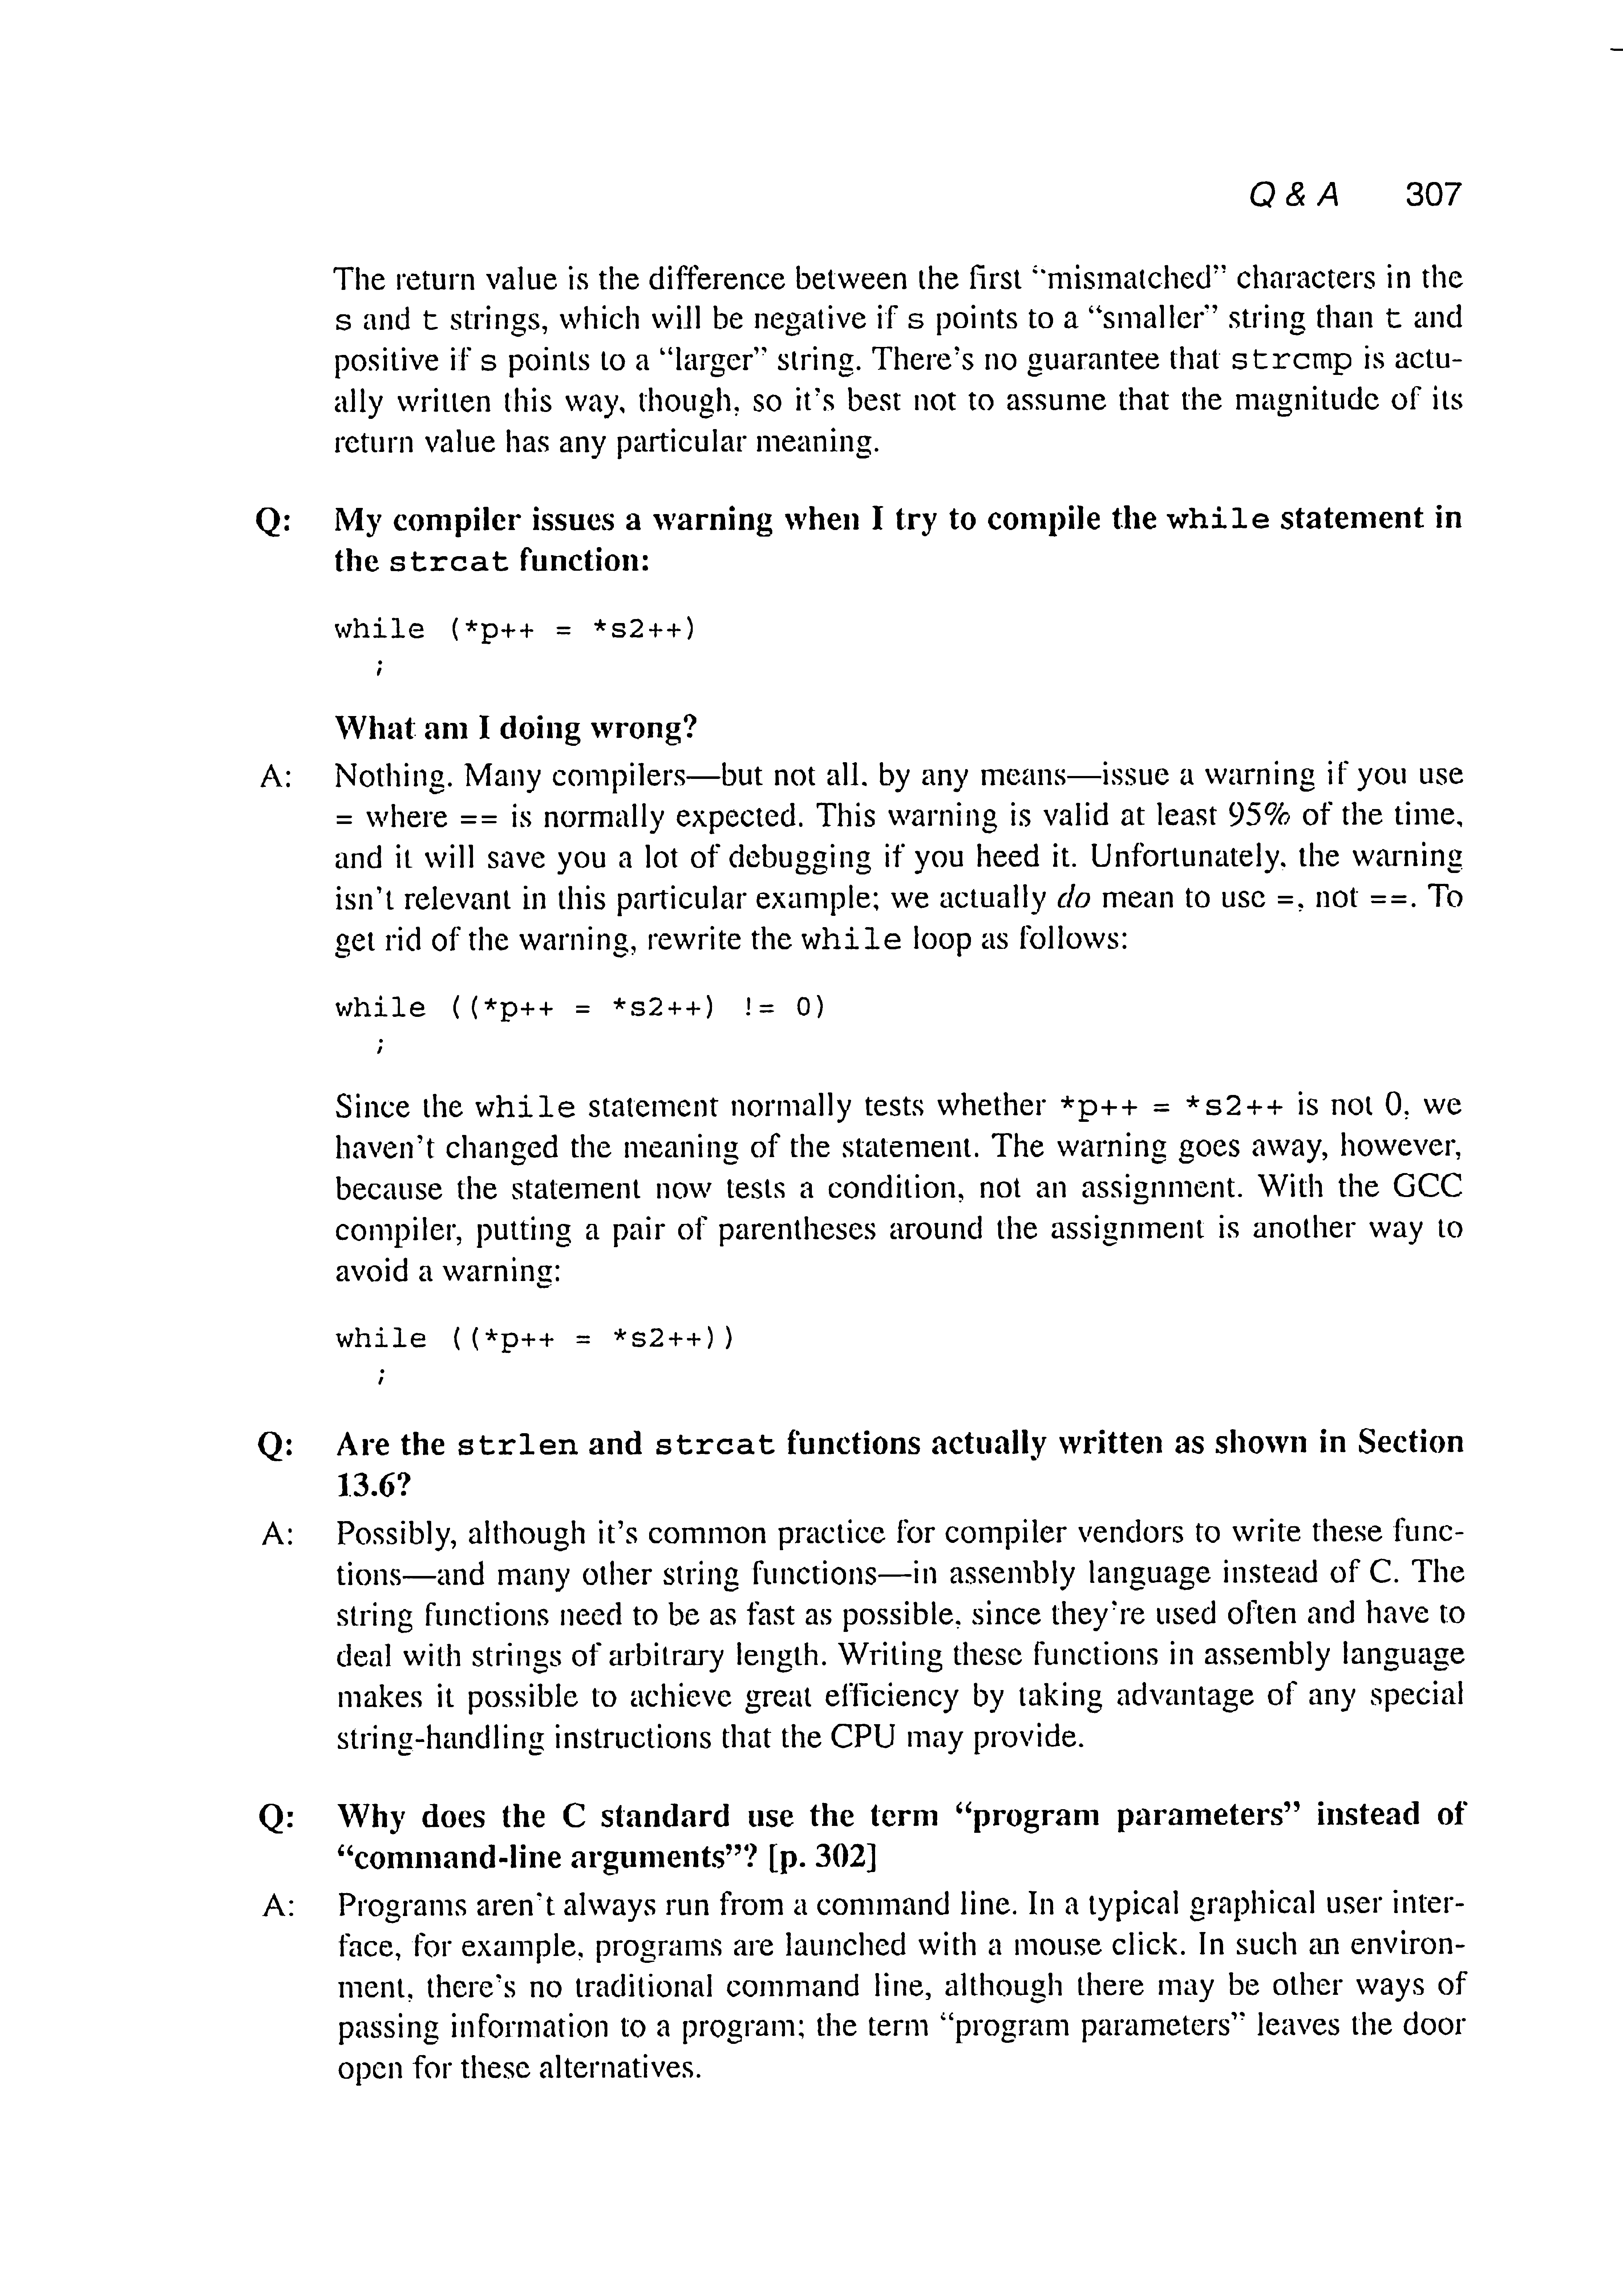 Q & A 307
The return value is the difference between the first “mismatched” characters in the
s and t strings, which will be negative if s points to a “smaller” string than t and
positive if s points to a “larger” string. There’s no guarantee that strcmp is actu-
ally written this way, though, so it’s best not to assume that the magnitude of its
return value has any particular meaning.
Q: My compiler issues a warning when I try to compile the while statement in
the strcat function:
while (*p++ = *s2++)
;
What am I doing wrong?
A: Nothing. Many compilers—but not all, by any means—issue a warning if you use
= where == is normally expected. This warning is valid at least 95% of the time,
and it will save you a lot of debugging if you heed it. Unfortunately, the warning
isn’t relevant in this particular example; we actually do mean to use =, not ==. To
get rid of the warning, rewrite the while loop as follows:
while ((*p++ = *s2++) != 0)
;
Since the while statement normally tests whether *p++ = *s2++ is not 0, we
haven’t changed the meaning of the statement. The warning goes away, however,
because the statement now tests a condition, not an assignment. With the GCC
compiler, putting a pair of parentheses around the assignment is another way to
avoid a warning:
while ((*p++ = *s2++))
;
Q: Are the strlen and strcat functions actually written as shown in Section
13.6?
A: Possibly, although it’s common practice for compiler vendors to write these func-
tions—and many other string functions—in assembly language instead of C. The
string functions need to be as fast as possible, since they’re used often and have to
deal with strings of arbitrary length. Writing these functions in assembly language
makes it possible to achieve great efficiency by taking advantage of any special
string-handling instructions that the CPU may provide.
Q: Why does the C standard use the term “program parameters” instead of
“command-line arguments”? [p. 302]
A: Programs aren’t always run from a command line. In a typical graphical user inter-
face, for example, programs are launched with a mouse click. In such an environ-
ment, there’s no traditional command line, although there may be other ways of
passing information to a program; the term “program parameters” leaves the door
open for these alternatives.